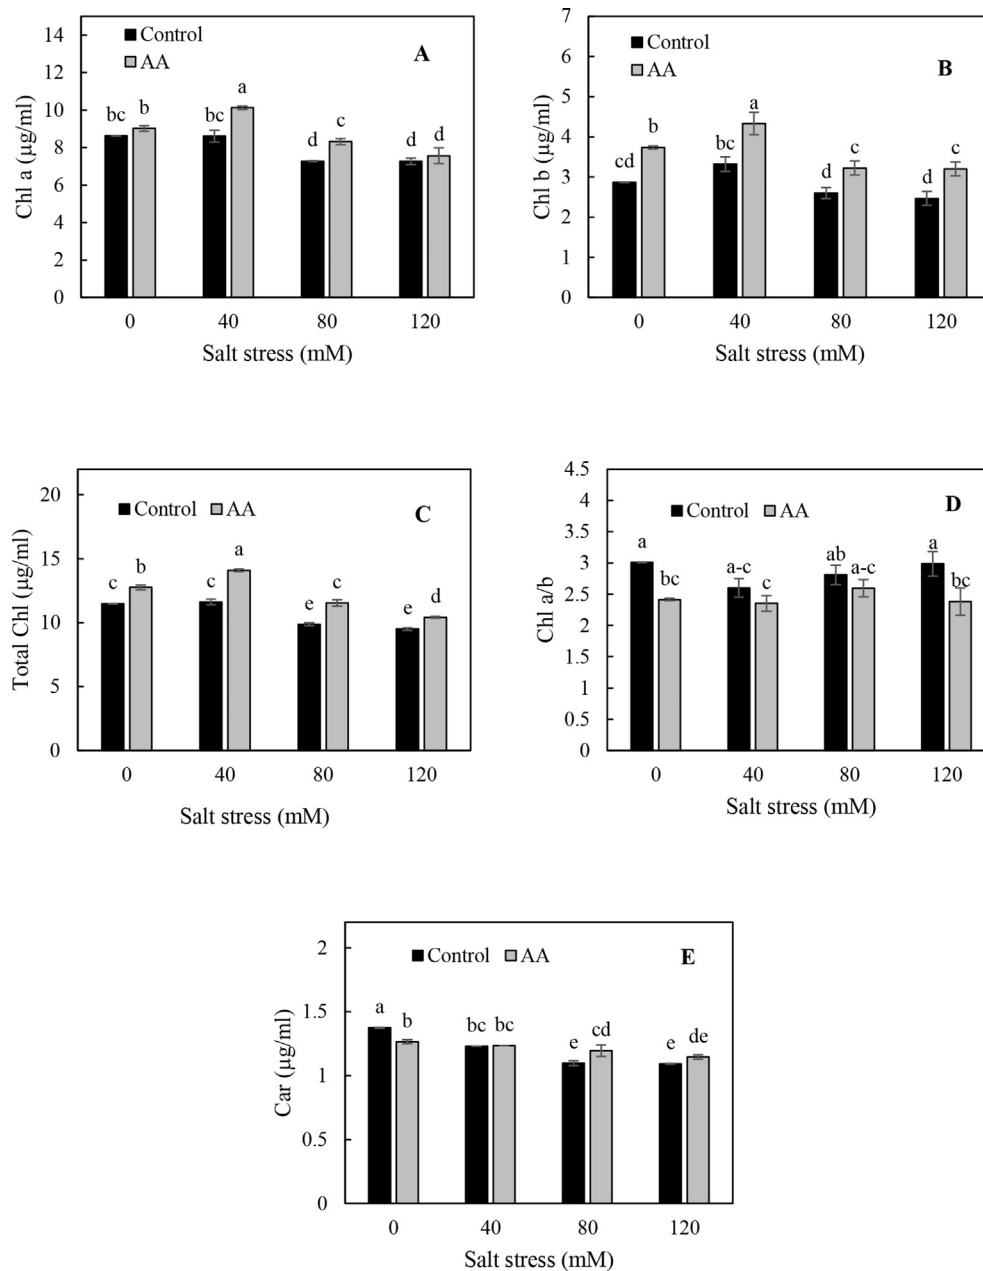 14
12
10
8
6
4
2
0
Chl a (µg/ml)
Control
AA
A
bc b bc a d c d d
0 40 80 120
Salt stress (mM)
7
6
5
4
3
2
1
0
Chl b (µg/ml)
Control
AA
B
cd b bc a d c d c
0 40 80 120
Salt stress (mM)
20
15
10
5
0
Total Chl (µg/ml)
Control AA
C
c b c a e c e d
0 40 80 120
Salt stress (mM)
4.5
4
3.5
3
2.5
2
1.5
1
0.5
0
Chl a/b
Control AA
D
a bc a-c c ab a-c a bc
0 40 80 120
Salt stress (mM)
2
1.5
1
0.5
0
Car (µg/ml)
Control AA
E
a b bc bc e cd e de
0 40 80 120
Salt stress (mM)